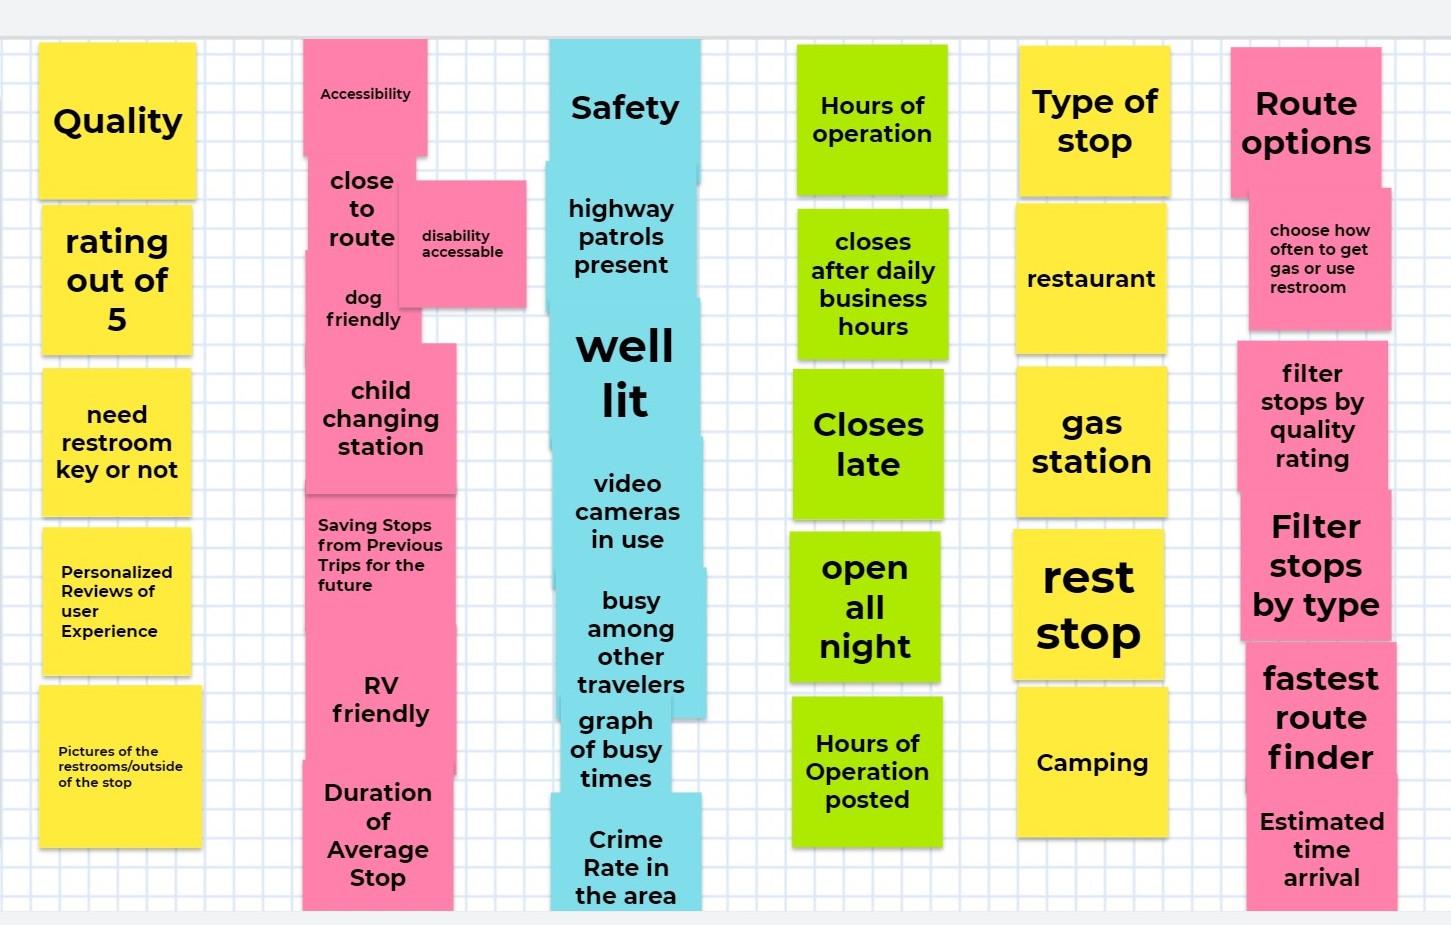 Quality
rating
out of
5
need
restroom
key or not
Personalized
Reviews of
user
Experience
Pictures of the
restrooms/outside
of the stop
Accessibility
close
to
route
disability
accessable
dog
friendly
child
changing
station
Saving Stops
from Previous
Trips for the
future
RV
friendly
Duration
of
Average
Stop
Safety
highway
patrols
present
well
lit
video
cameras
in use
busy
among
other
travelers
graph
of busy
times
Crime
Rate in
the area
Hours of
operation
closes
after daily
business
hours
Closes
late
open
all
night
Hours of
Operation
posted
Type of
stop
restaurant
gas
station
rest
stop
Camping
Route
options
choose how
often to get
gas or use
restroom
filter
stops by
quality
rating
Filter
stops
by type
fastest
route
finder
Estimated
time
arrival